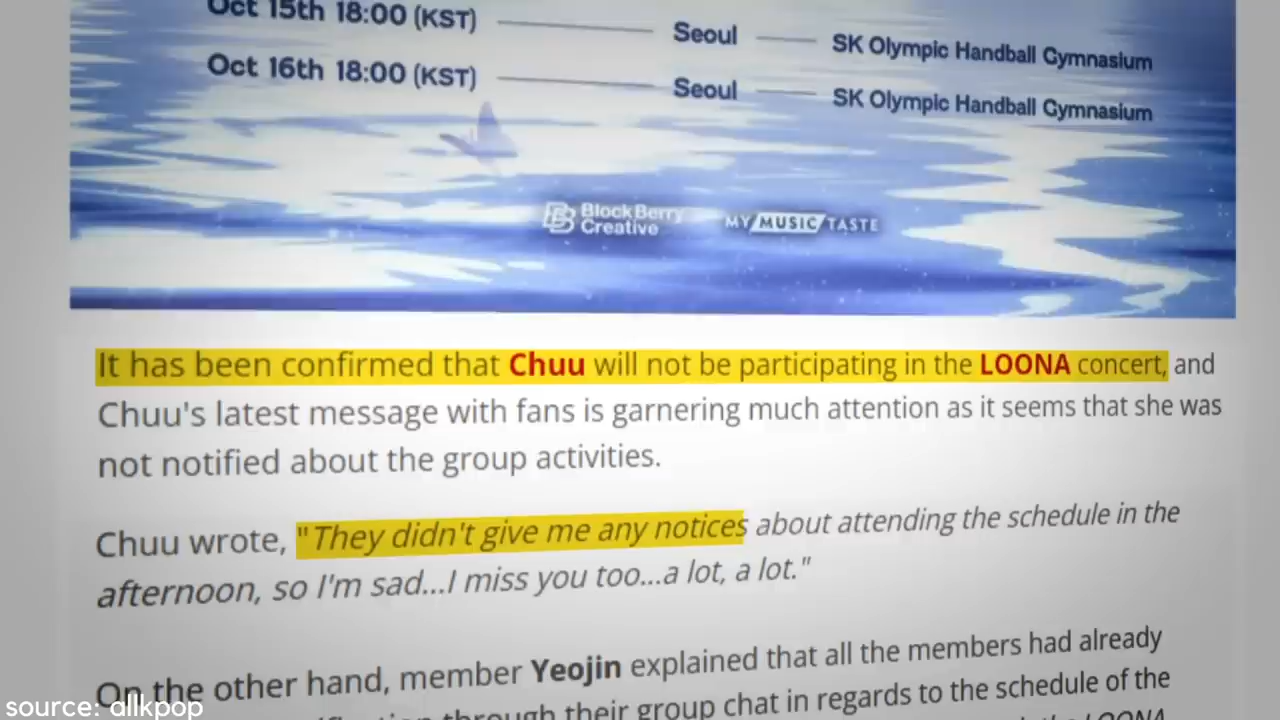 Oct 15th 18:00 (KST) Seoul SK Olympic Handball Gymnasium
Oct 16th 18:00 (KST) Seoul SK Olympic Handball Gymnasium
BlockBerry Creative MY MUSIC TASTE
It has been confirmed that Chuu will not be participating in the LOONA concert, and
Chuu's latest message with fans is garnering much attention as it seems that she was
not notified about the group activities.
Chuu wrote, "They didn't give me any notices about attending the schedule in the
afternoon, so I'm sad...I miss you too...a lot, a lot."
On the other hand, member Yeojin explained that all the members had already
through their group chat in regards to the schedule of the
LOONA
source: allkpop